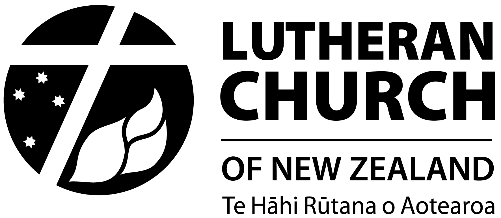 LUTHERAN
CHURCH
OF NEW ZEALAND
Te Hāhi Rūtana o Aotearoa